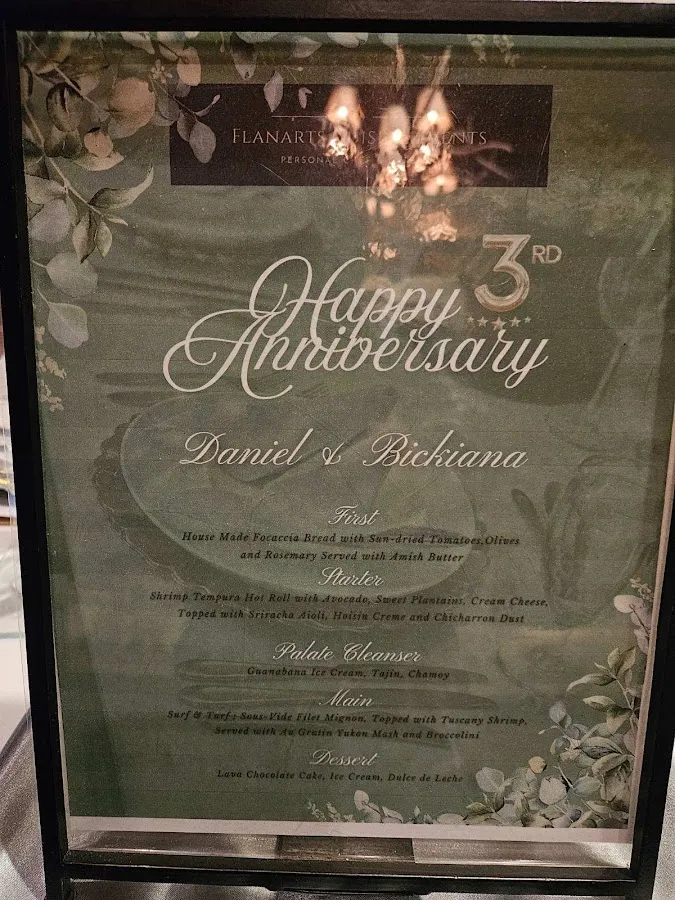 FLANARTS
PERSONAL
Happy 3RD
Anniversary
Daniel & Bickiana
First
House Made Focaccia Bread with Sun-dried Tomatoes,Olives
and Rosemary Served with Amish Butter
Starter
Shrimp Tempura Hot Roll with Avocado, Sweet Plantains, Cream Cheese,
Topped with Sriracha Aioli, Hoisin Creme and Chicharron Dust
Palate Cleanser
Guanabana Ice Cream, Tajin, Chamoy
Main
Surf & Turf : Sous-Vide Filet Mignon, Topped with Tuscany Shrimp,
Served with Au Gratin Yukon Mash and Broccolini
Dessert
Lava Chocolate Cake, Ice Cream, Dulce de Leche